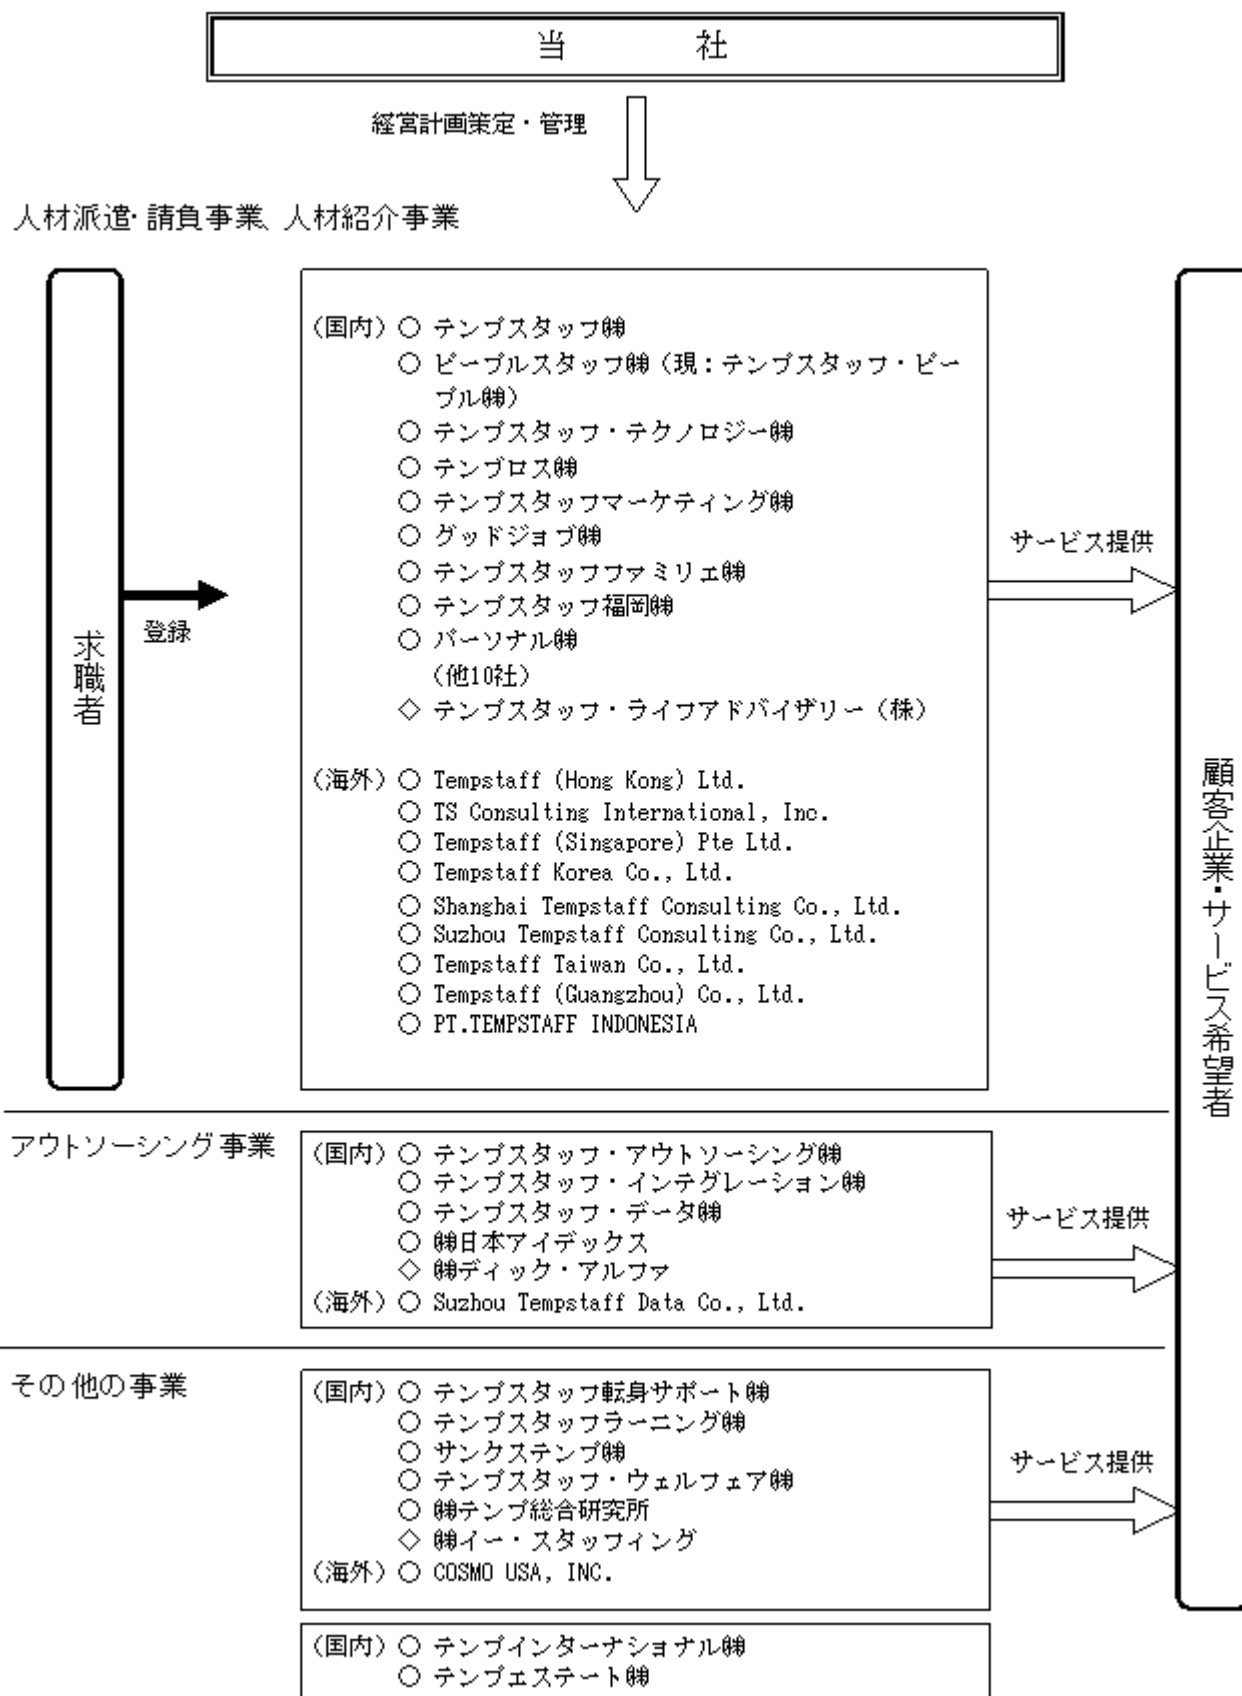 当 社
経営計画策定・管理
人材派遣・請負事業、人材紹介事業
(国内) ○ テンプスタッフ㈱
○ ピープルスタッフ㈱(現:テンプスタッフ・ピー
プル㈱)
○ テンプスタッフ・テクノロジー㈱
○ テンプロス㈱
○ テンプスタッフマーケティング㈱
○ グッドジョブ㈱
○ テンプスタッフファミリエ㈱
○ テンプスタッフ福岡㈱
○ パーソナル㈱
(他10社)
◇ テンプスタッフ・ライフアドバイザリー(株)
(海外) ○ Tempstaff (Hong Kong) Ltd.
○ TS Consulting International, Inc.
○ Tempstaff (Singapore) Pte Ltd.
○ Tempstaff Korea Co., Ltd.
○ Shanghai Tempstaff Consulting Co., Ltd.
○ Suzhou Tempstaff Consulting Co., Ltd.
○ Tempstaff Taiwan Co., Ltd.
○ Tempstaff (Guangzhou) Co., Ltd.
○ PT.TEMPSTAFF INDONESIA
求職者
登録
サービス提供
顧客企業・サービス希望者
アウトソーシング事業
(国内) ○ テンプスタッフ・アウトソーシング㈱
○ テンプスタッフ・インテグレーション㈱
○ テンプスタッフ・データ㈱
○ ㈱日本アイデックス
◇ ㈱ディック・アルファ
(海外) ○ Suzhou Tempstaff Data Co., Ltd.
サービス提供
その他の事業
(国内) ○ テンプスタッフ転身サポート㈱
○ テンプスタッフラーニング㈱
○ サンクステンプ㈱
○ テンプスタッフ・ウェルフェア㈱
○ ㈱テンプ総合研究所
◇ ㈱イー・スタッフィング
(海外) ○ COSMO USA, INC.
サービス提供
(国内) ○ テンプインターナショナル㈱
○ テンプエステート㈱